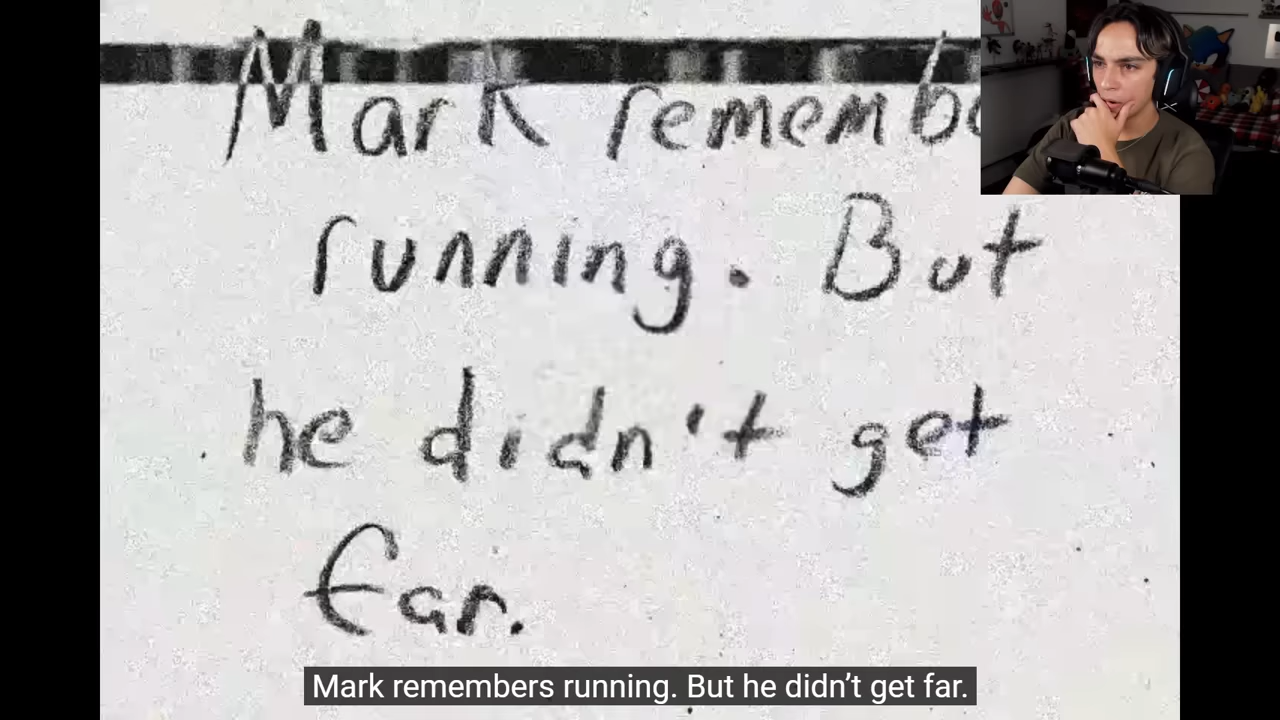 Mark remembe
running. But
he didn't get
far.
Mark remembers running. But he didn’t get far.